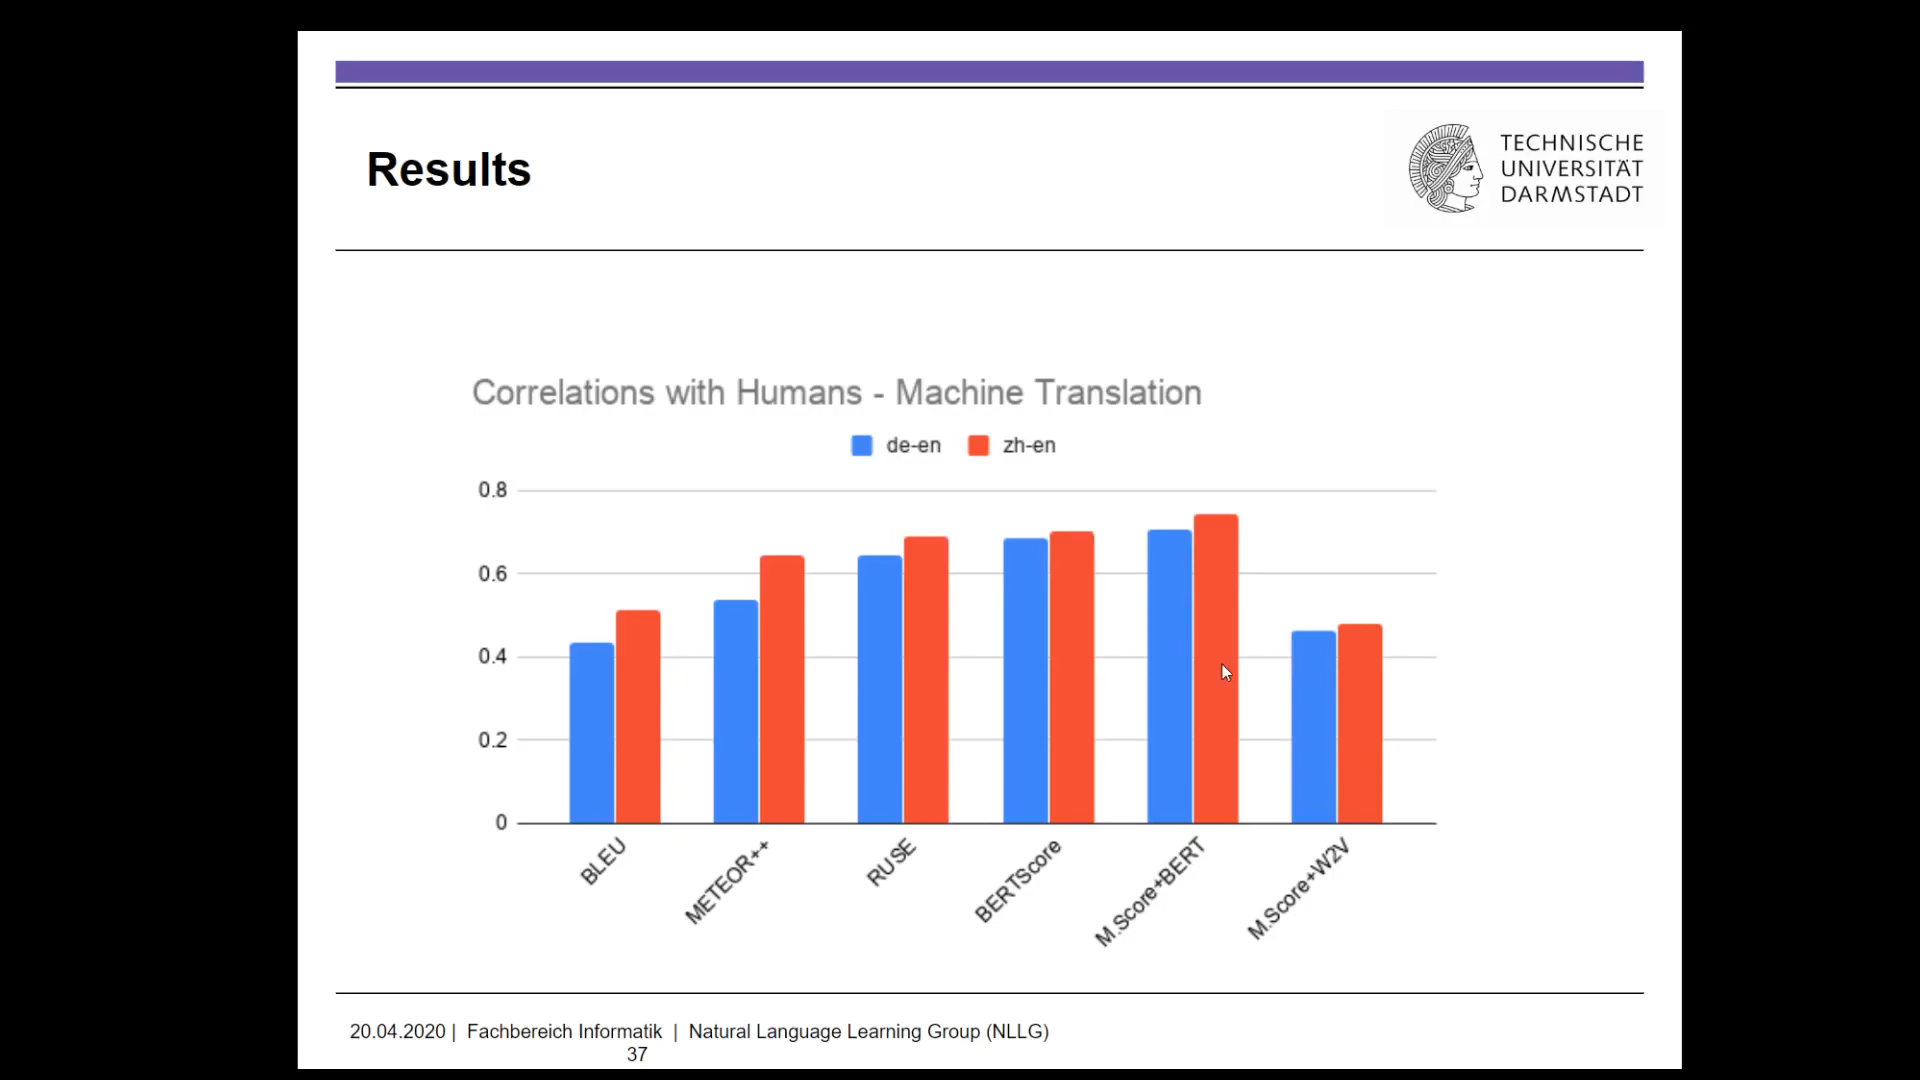 Results
TECHNISCHE
UNIVERSITÄT
DARMSTADT
Correlations with Humans - Machine Translation
de-en
zh-en
0.8
0.6
0.4
0.2
0
BLEU
METEOR++
RUSE
BERTScore
M.Score+BERT
M.Score+W2V
20.04.2020 | Fachbereich Informatik | Natural Language Learning Group (NLLG)
37